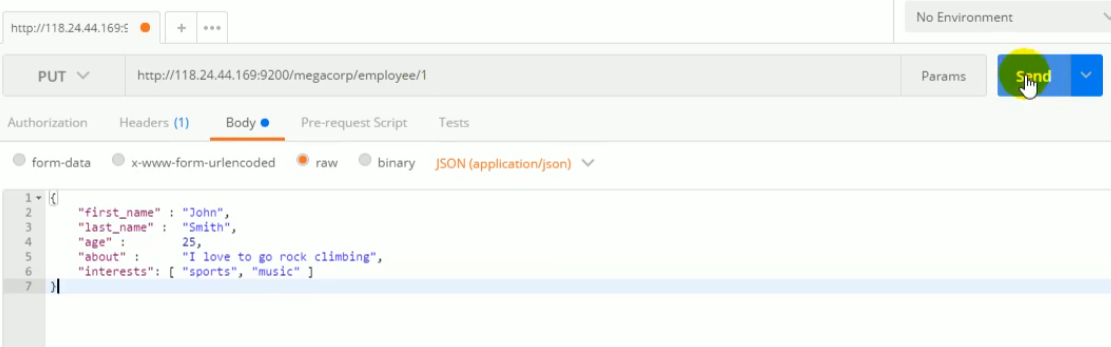 http://118.24.44.169:9
+ •••
No Environment
PUT http://118.24.44.169:9200/megacorp/employee/1 Params Send
Authorization Headers (1) Body Pre-request Script Tests
form-data x-www-form-urlencoded raw binary JSON (application/json)
1 {
2 "first_name" : "John",
3 "last_name" : "Smith",
4 "age" : 25,
5 "about" : "I love to go rock climbing",
6 "interests": [ "sports", "music" ]
7 }